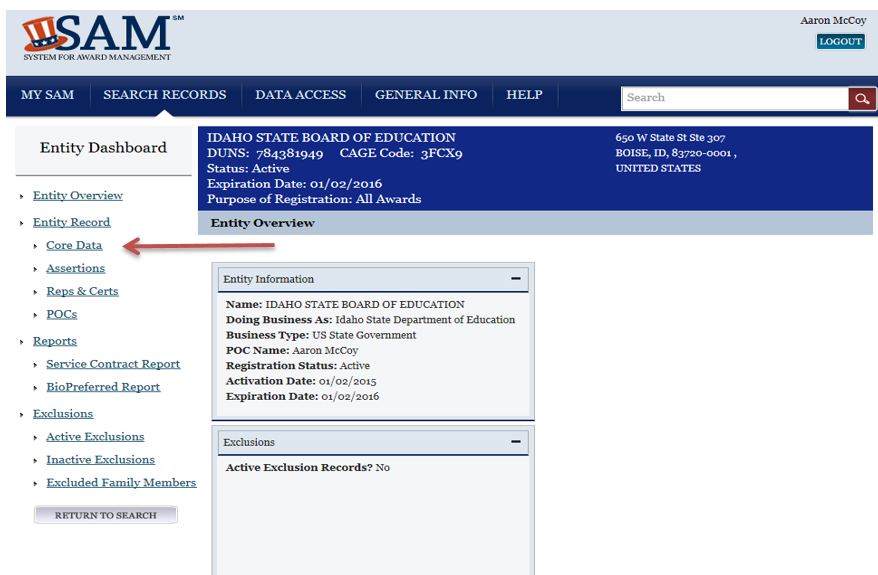 SAM SM
SYSTEM FOR AWARD MANAGEMENT
Aaron McCoy
LOGOUT
MY SAM
SEARCH RECORDS
DATA ACCESS
GENERAL INFO
HELP
Search
Entity Dashboard
Entity Overview
Entity Record
Core Data
Assertions
Reps & Certs
POCs
Reports
Service Contract Report
BioPreferred Report
Exclusions
Active Exclusions
Inactive Exclusions
Excluded Family Members
RETURN TO SEARCH
IDAHO STATE BOARD OF EDUCATION
DUNS: 784381949 CAGE Code: 3FCX9
Status: Active
Expiration Date: 01/02/2016
Purpose of Registration: All Awards
650 W State St Ste 307
BOISE, ID, 83720-0001 ,
UNITED STATES
Entity Overview
Entity Information
Name: IDAHO STATE BOARD OF EDUCATION
Doing Business As: Idaho State Department of Education
Business Type: US State Government
POC Name: Aaron McCoy
Registration Status: Active
Activation Date: 01/02/2015
Expiration Date: 01/02/2016
Exclusions
Active Exclusion Records? No